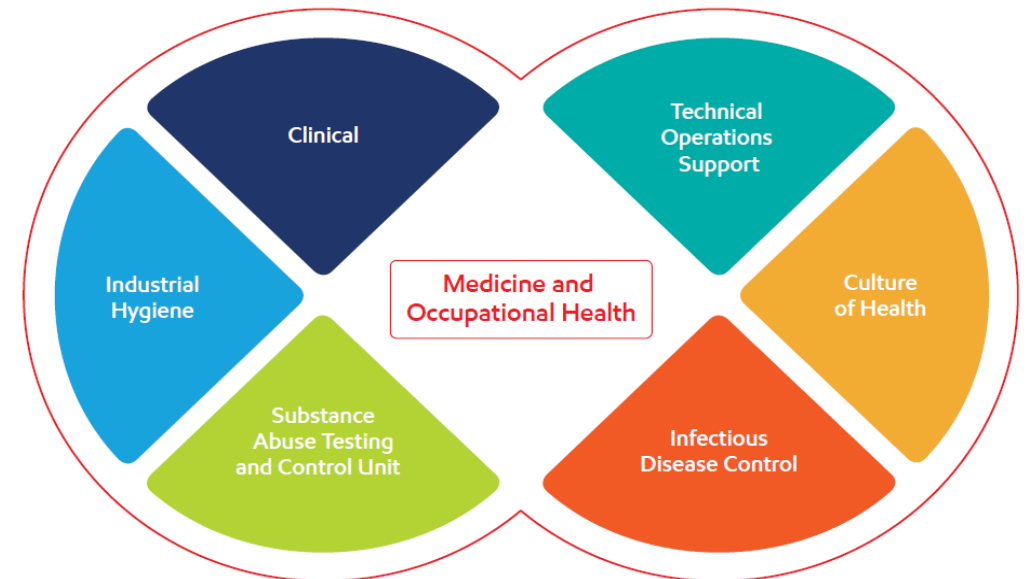 Clinical
Technical
Operations
Support
Industrial
Hygiene
Medicine and
Occupational Health
Culture
of Health
Substance
Abuse Testing
and Control Unit
Infectious
Disease Control